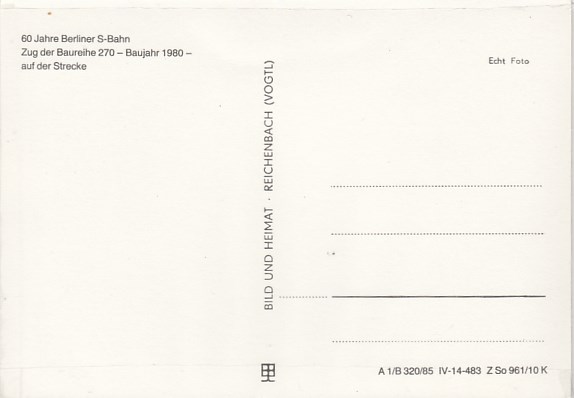 60 Jahre Berliner S-Bahn
Zug der Baureihe 270 – Baujahr 1980 –
auf der Strecke
Echt Foto
BILD UND HEIMAT · REICHENBACH (VOGTL)
A 1/B 320/85 IV-14-483 Z So 961/10 K